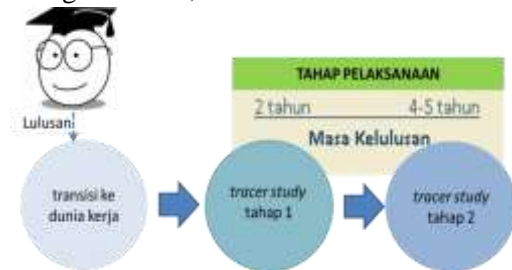 TAHAP PELAKSANAAN
2 tahun 4-5 tahun
Masa Kelulusan
Lulusan
transisi ke
dunia kerja
tracer study
tahap 1
tracer study
tahap 2